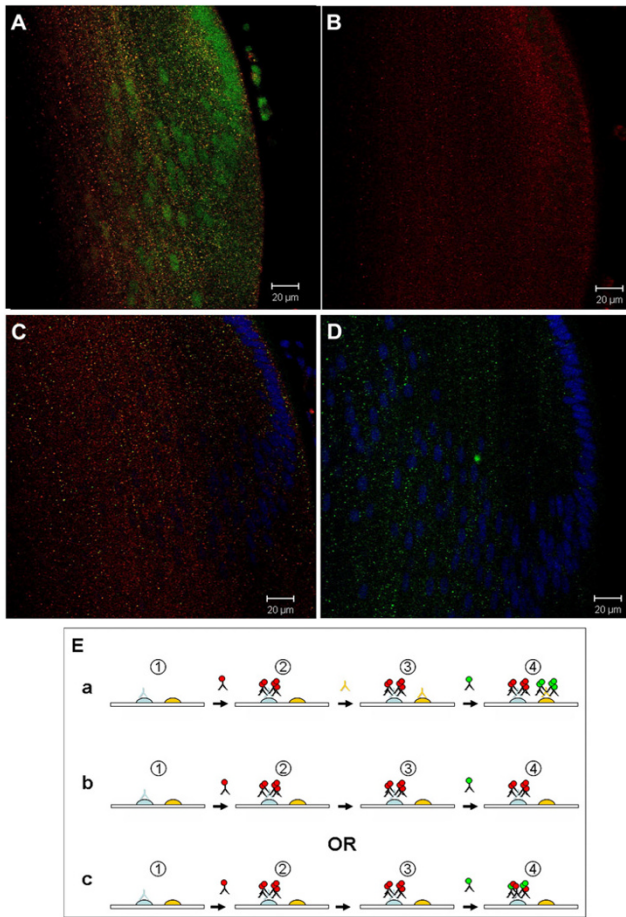 A
B
20 µm
20 µm
C
D
20 µm
20 µm
E
a ① ② ③ ④
b ① ② ③ ④
OR
c ① ② ③ ④